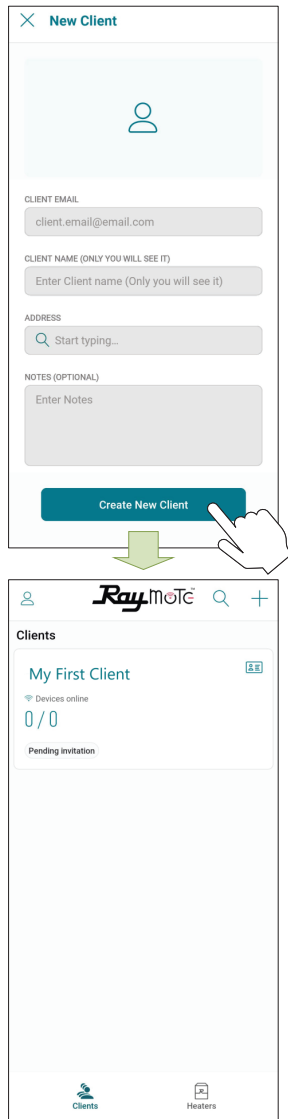 New Client
CLIENT EMAIL
client.email@email.com
CLIENT NAME (ONLY YOU WILL SEE IT)
Enter Client name (Only you will see it)
ADDRESS
Start typing...
NOTES (OPTIONAL)
Enter Notes
Create New Client
RayMoTe™
Clients
My First Client
Devices online
0 / 0
Pending invitation
Clients
Heaters